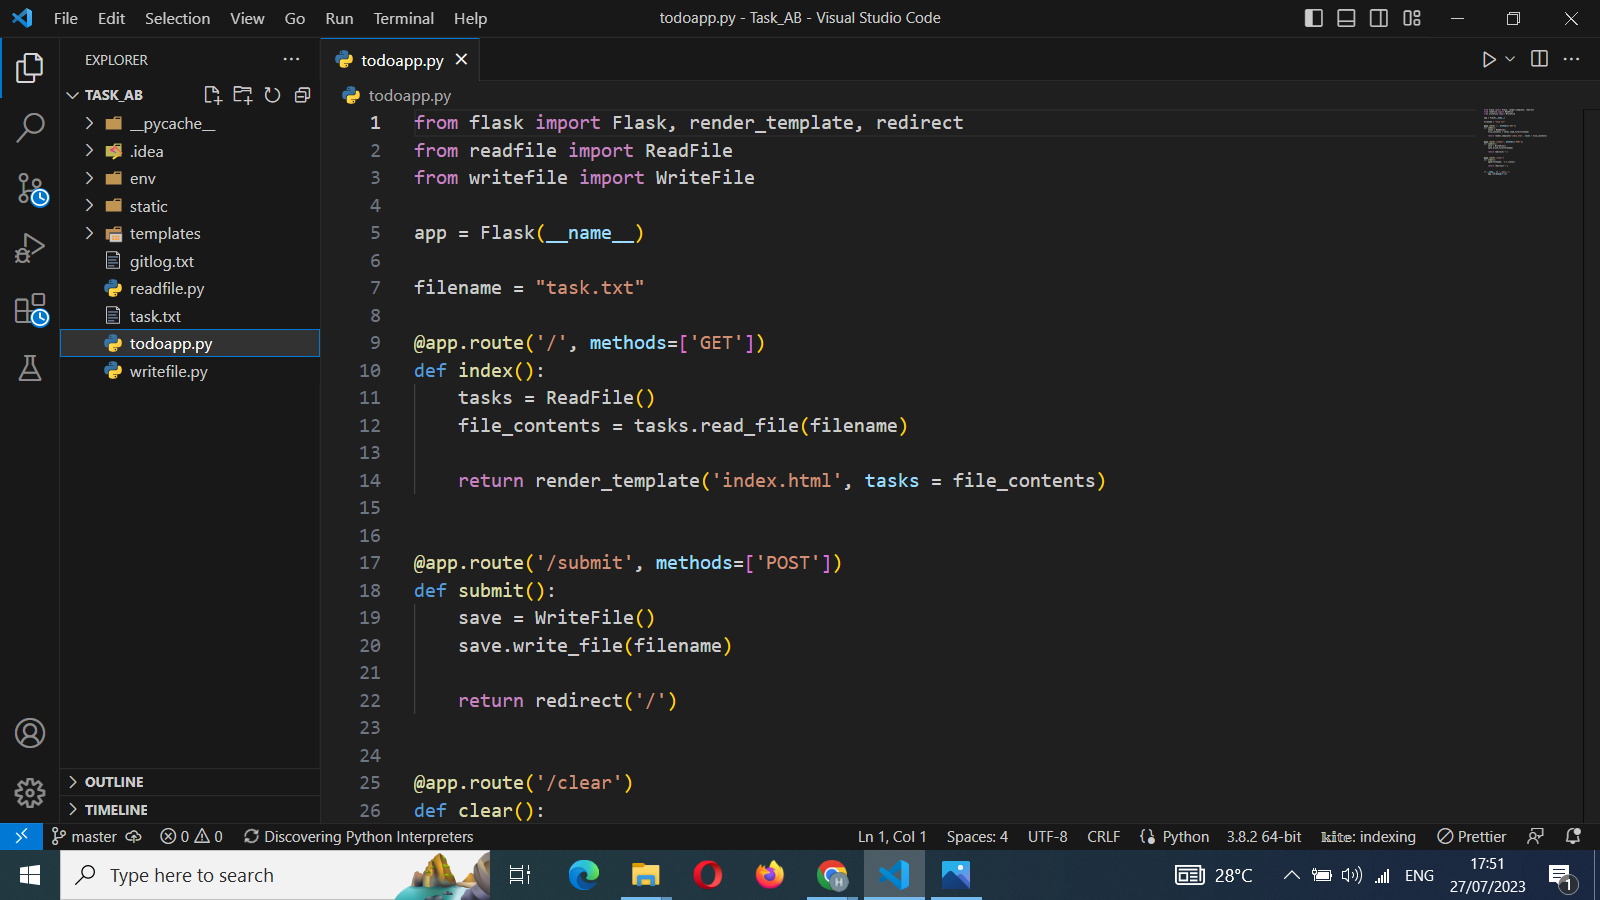 File Edit Selection View Go Run Terminal Help
todoapp.py - Task_AB - Visual Studio Code
EXPLORER
TASK_AB
__pycache__
.idea
env
static
templates
gitlog.txt
readfile.py
task.txt
todoapp.py
writefile.py
OUTLINE
TIMELINE
todoapp.py
todoapp.py
1 from flask import Flask, render_template, redirect
2 from readfile import ReadFile
3 from writefile import WriteFile
4
5 app = Flask(__name__)
6
7 filename = "task.txt"
8
9 @app.route('/', methods=['GET'])
10 def index():
11     tasks = ReadFile()
12     file_contents = tasks.read_file(filename)
13
14     return render_template('index.html', tasks = file_contents)
15
16
17 @app.route('/submit', methods=['POST'])
18 def submit():
19     save = WriteFile()
20     save.write_file(filename)
21
22     return redirect('/')
23
24
25 @app.route('/clear')
26 def clear():
master 0 0 Discovering Python Interpreters Ln 1, Col 1 Spaces: 4 UTF-8 CRLF Python 3.8.2 64-bit kite: indexing Prettier
Type here to search
H
28°C
ENG
17:51
27/07/2023
1